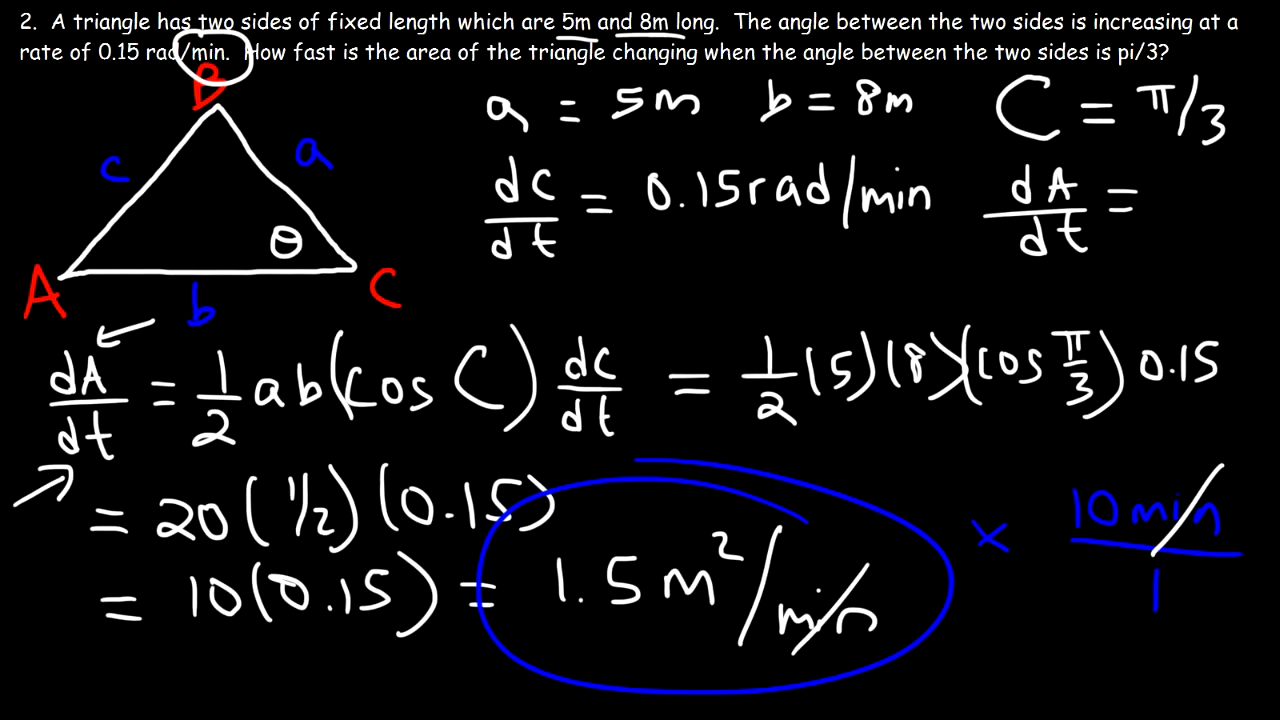 2. A triangle has two sides of fixed length which are 5m and 8m long. The angle between the two sides is increasing at a
rate of 0.15 rad/min. How fast is the area of the triangle changing when the angle between the two sides is pi/3?
B
a = 5m b = 8m C = π/3
c a
dC/dt = 0.15 rad/min dA/dt =
θ
A b C
dA/dt = 1/2 ab(cos C) dC/dt = 1/2 (5)(8)(cos π/3) 0.15
= 20(1/2)(0.15)
= 10(0.15) = 1.5 m²/min × 10 min/1